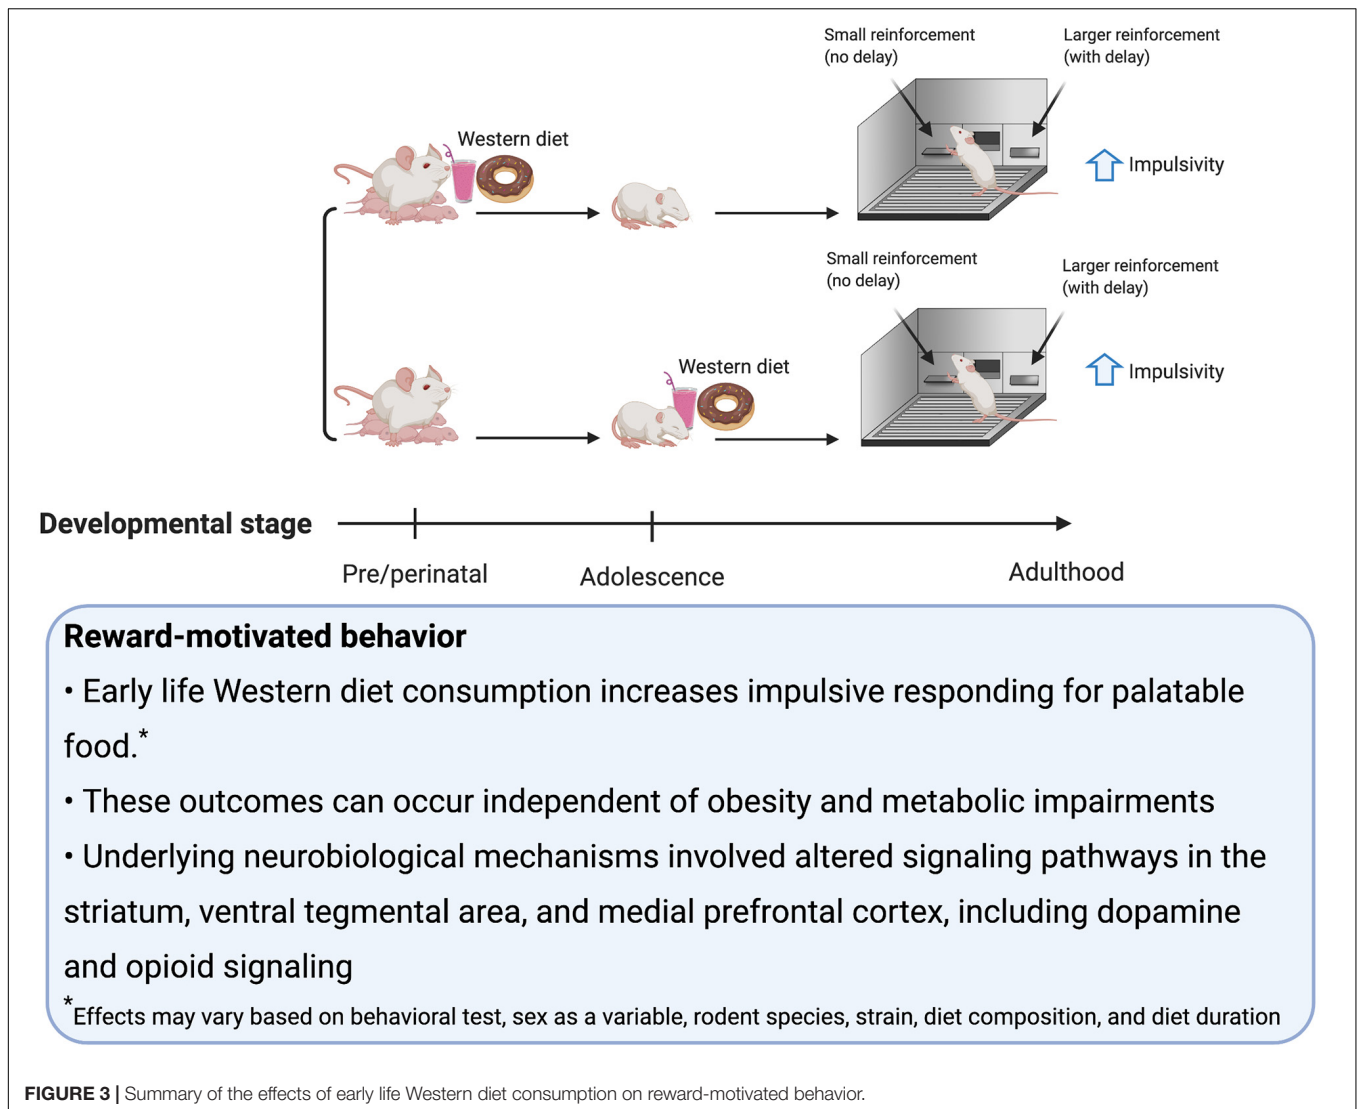 Small reinforcement
(no delay)
Larger reinforcement
(with delay)
Western diet
Impulsivity
Small reinforcement
(no delay)
Larger reinforcement
(with delay)
Western diet
Impulsivity
Developmental stage
Pre/perinatal
Adolescence
Adulthood
Reward-motivated behavior
• Early life Western diet consumption increases impulsive responding for palatable
food.*
• These outcomes can occur independent of obesity and metabolic impairments
• Underlying neurobiological mechanisms involved altered signaling pathways in the
striatum, ventral tegmental area, and medial prefrontal cortex, including dopamine
and opioid signaling
*Effects may vary based on behavioral test, sex as a variable, rodent species, strain, diet composition, and diet duration
FIGURE 3 | Summary of the effects of early life Western diet consumption on reward-motivated behavior.